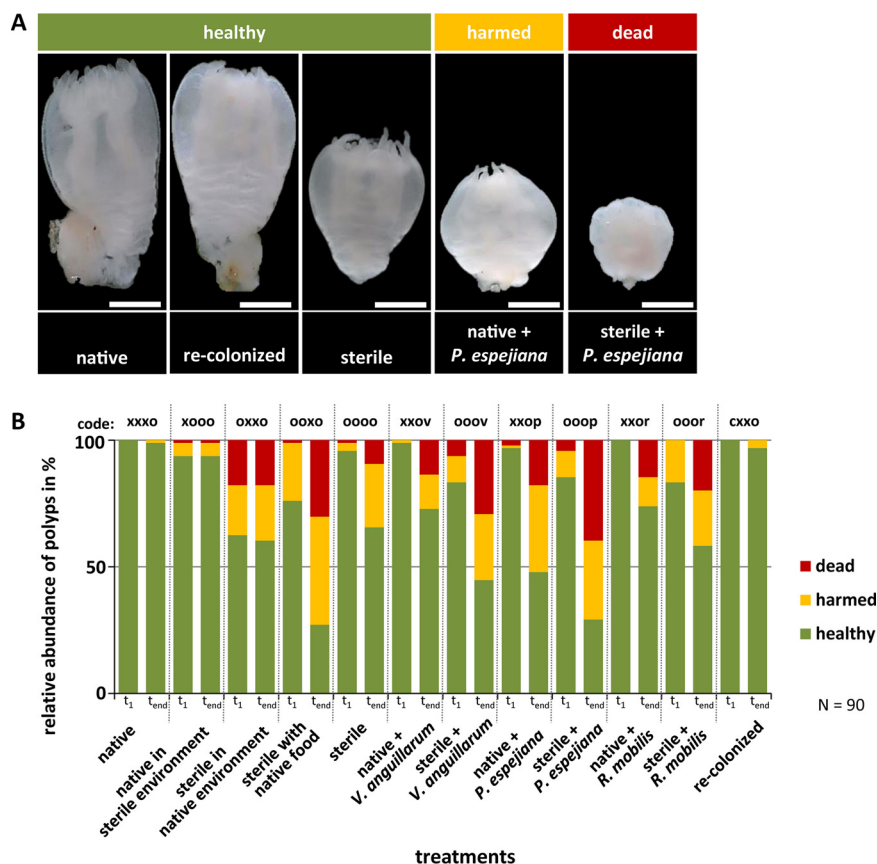 A
healthy harmed dead
native re-colonized sterile native + P. espejiana sterile + P. espejiana
B
code: xxxo xooo oxxo ooxo oooo xxov ooov xxop ooop xxor ooor cxxo
relative abundance of polyps in %
100
50
0
t1 tend t1 tend t1 tend t1 tend t1 tend t1 tend t1 tend t1 tend t1 tend t1 tend t1 tend t1 tend
native
native in
sterile environment
sterile in
native environment
sterile with
native food
sterile
native +
V. anguillarum
sterile +
V. anguillarum
native +
P. espejiana
sterile +
P. espejiana
native +
R. mobilis
sterile +
R. mobilis
re-colonized
treatments
dead
harmed
healthy
N = 90